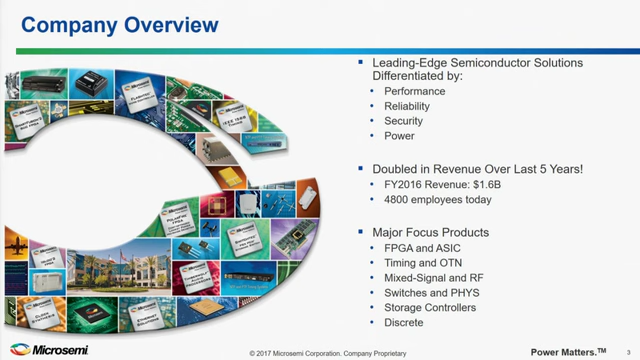 Company Overview
Leading-Edge Semiconductor Solutions
Differentiated by:
Performance
Reliability
Security
Power
Doubled in Revenue Over Last 5 Years!
FY2016 Revenue: $1.6B
4800 employees today
Major Focus Products
FPGA and ASIC
Timing and OTN
Mixed-Signal and RF
Switches and PHYS
Storage Controllers
Discrete
Microsemi
© 2017 Microsemi Corporation. Company Proprietary
Power Matters.™
3